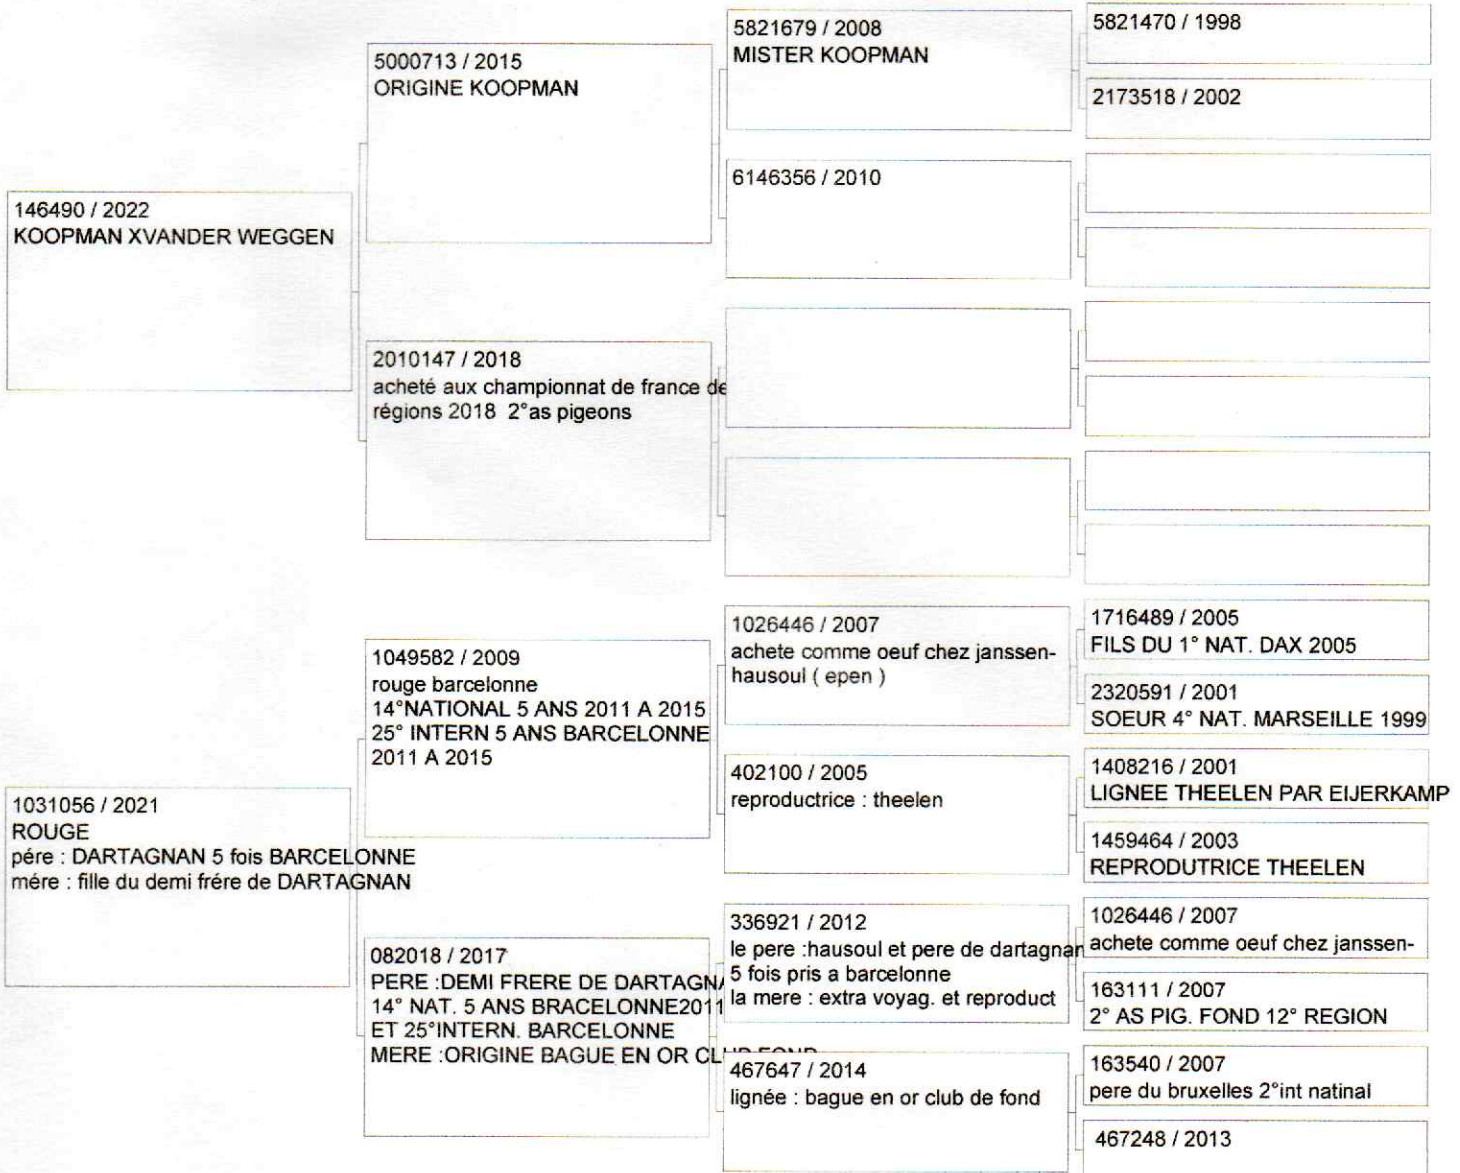 146490 / 2022
KOOPMAN XVANDER WEGGEN
5000713 / 2015
ORIGINE KOOPMAN
5821679 / 2008
MISTER KOOPMAN
5821470 / 1998
2173518 / 2002
6146356 / 2010
2010147 / 2018
acheté aux championnat de france de
régions 2018 2°as pigeons
1031056 / 2021
ROUGE
pére : DARTAGNAN 5 fois BARCELONNE
mére : fille du demi frére de DARTAGNAN
1049582 / 2009
rouge barcelonne
14°NATIONAL 5 ANS 2011 A 2015
25° INTERN 5 ANS BARCELONNE
2011 A 2015
1026446 / 2007
achete comme oeuf chez janssen-
hausoul ( epen )
1716489 / 2005
FILS DU 1° NAT. DAX 2005
2320591 / 2001
SOEUR 4° NAT. MARSEILLE 1999
402100 / 2005
reproductrice : theelen
1408216 / 2001
LIGNEE THEELEN PAR EIJERKAMP
1459464 / 2003
REPRODUTRICE THEELEN
082018 / 2017
PERE :DEMI FRERE DE DARTAGNA
14° NAT. 5 ANS BRACELONNE2011
ET 25°INTERN. BARCELONNE
MERE :ORIGINE BAGUE EN OR CLUB FOND
336921 / 2012
le pere :hausoul et pere de dartagnan
5 fois pris a barcelonne
la mere : extra voyag. et reproduct
1026446 / 2007
achete comme oeuf chez janssen-
163111 / 2007
2° AS PIG. FOND 12° REGION
467647 / 2014
lignée : bague en or club de fond
163540 / 2007
pere du bruxelles 2°int natinal
467248 / 2013